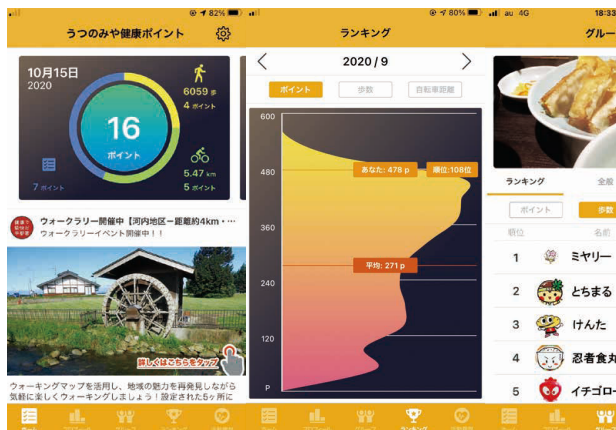 82%
うつのみや健康ポイント
10月15日
2020
6059 歩
4 ポイント
16
ポイント
5.47 km
7 ポイント
5 ポイント
ウォークラリー開催中【河内地区－距離約4km・…
ウォークラリーイベント開催中！！
詳しくはこちらをタップ
ウォーキングマップを活用し、地域の魅力を再発見しながら
気軽に楽しくウォーキングしましょう！設定された5ヶ所に
80%
ランキング
2020 / 9
ポイント
歩数
自転車距離
600
480
あなた: 478 p
順位:108位
360
平均: 271 p
240
120
P
ランキング
au 4G
18:33
グルー
ランキング
全般
ポイント
歩数
順位
名前
1
ミヤリー
2
とちまる
3
けんた
4
忍者食丸
5
イチゴロー